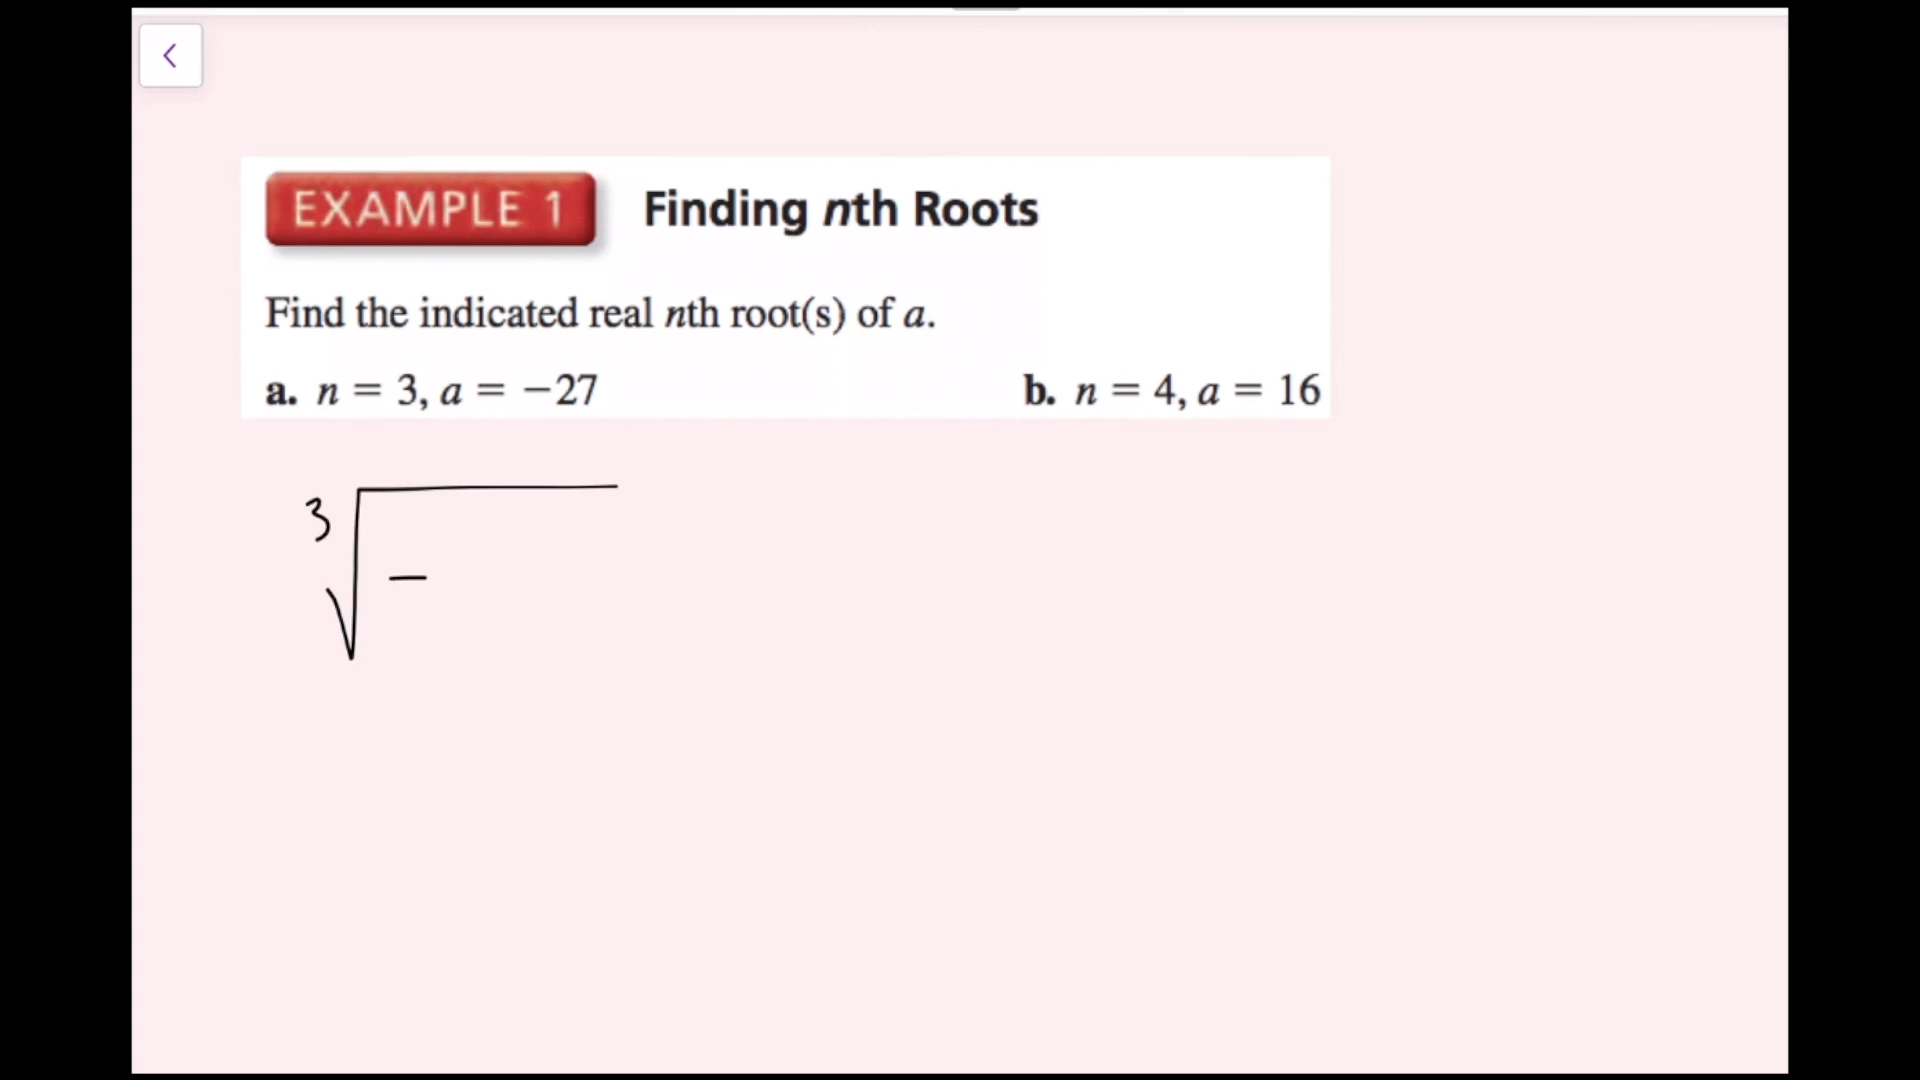 EXAMPLE 1 Finding nth Roots
Find the indicated real nth root(s) of a.
a. n = 3, a = −27 b. n = 4, a = 16
3√−